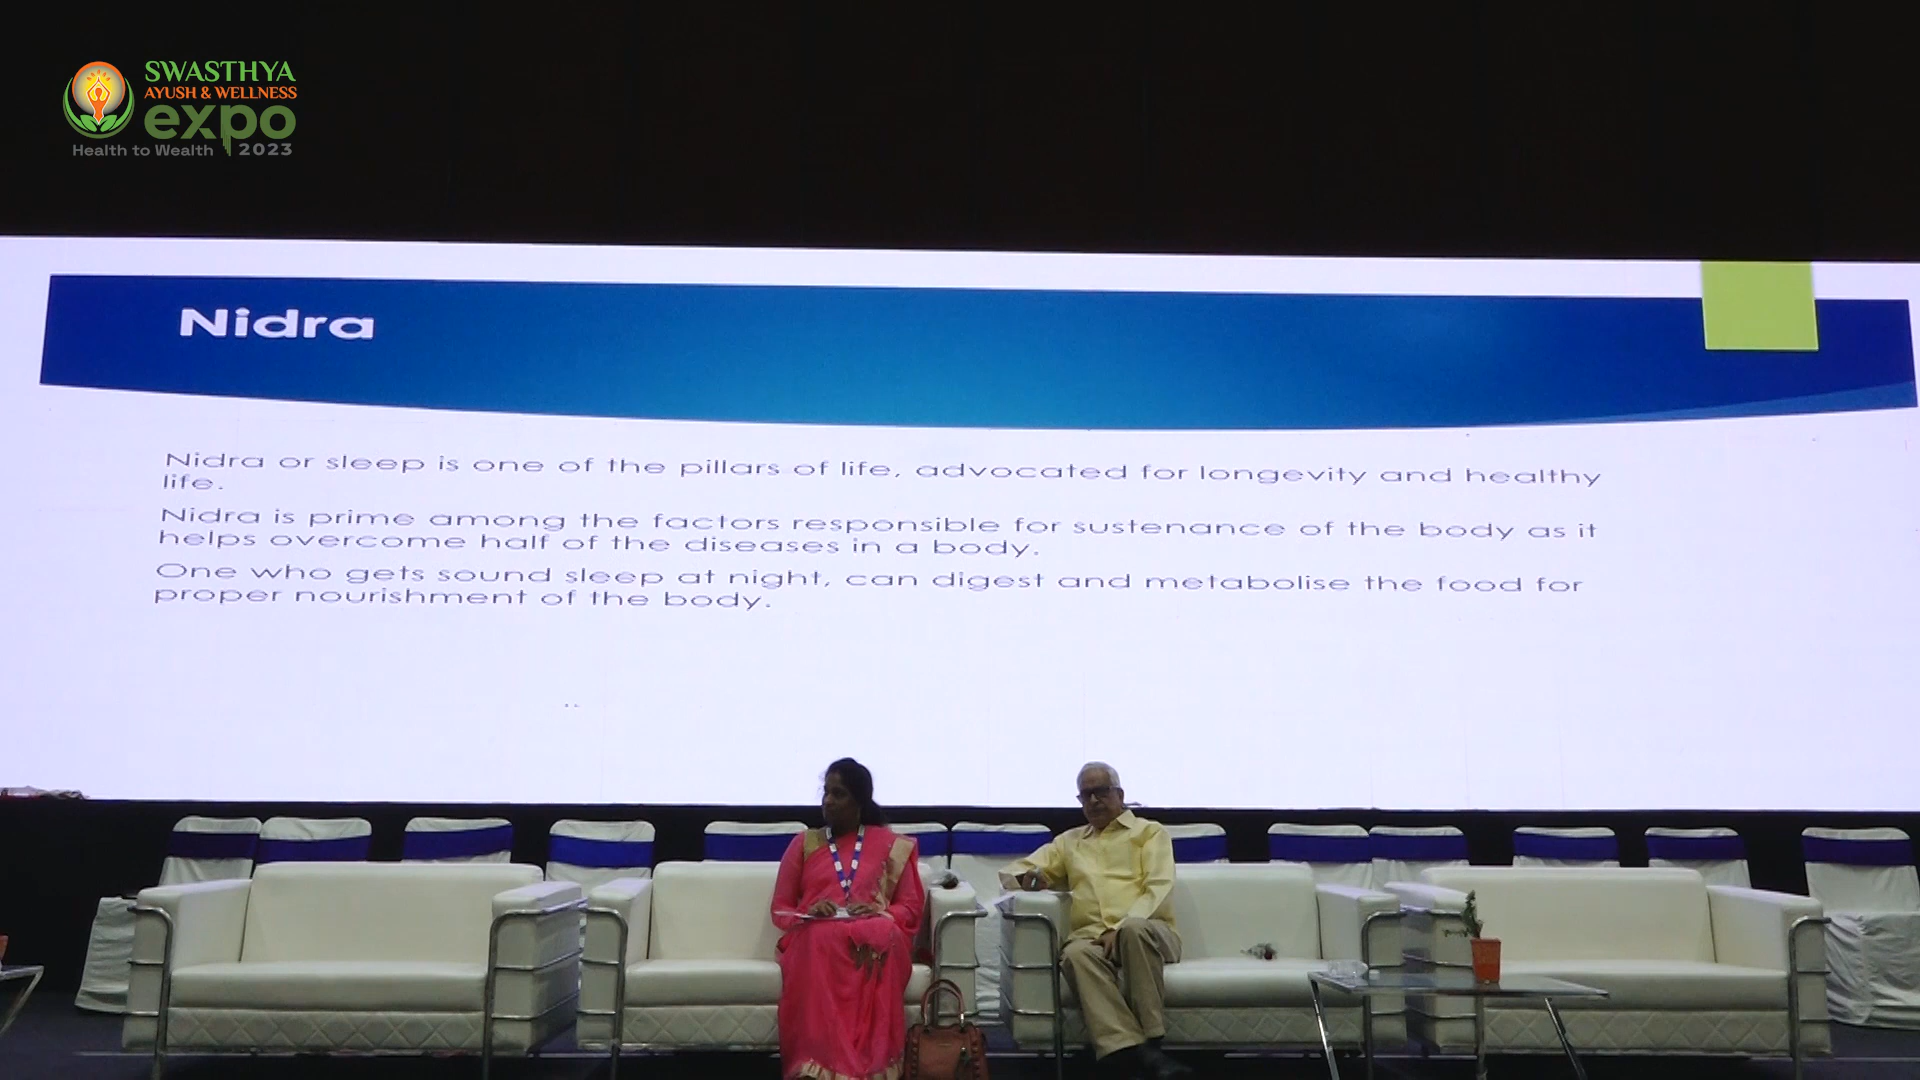 SWASTHYA
AYUSH & WELLNESS
expo
Health to Wealth 2023
Nidra
Nidra or sleep is one of the pillars of life, advocated for longevity and healthy
life.
Nidra is prime among the factors responsible for sustenance of the body as it
helps overcome half of the diseases in a body.
One who gets sound sleep at night, can digest and metabolise the food for
proper nourishment of the body.